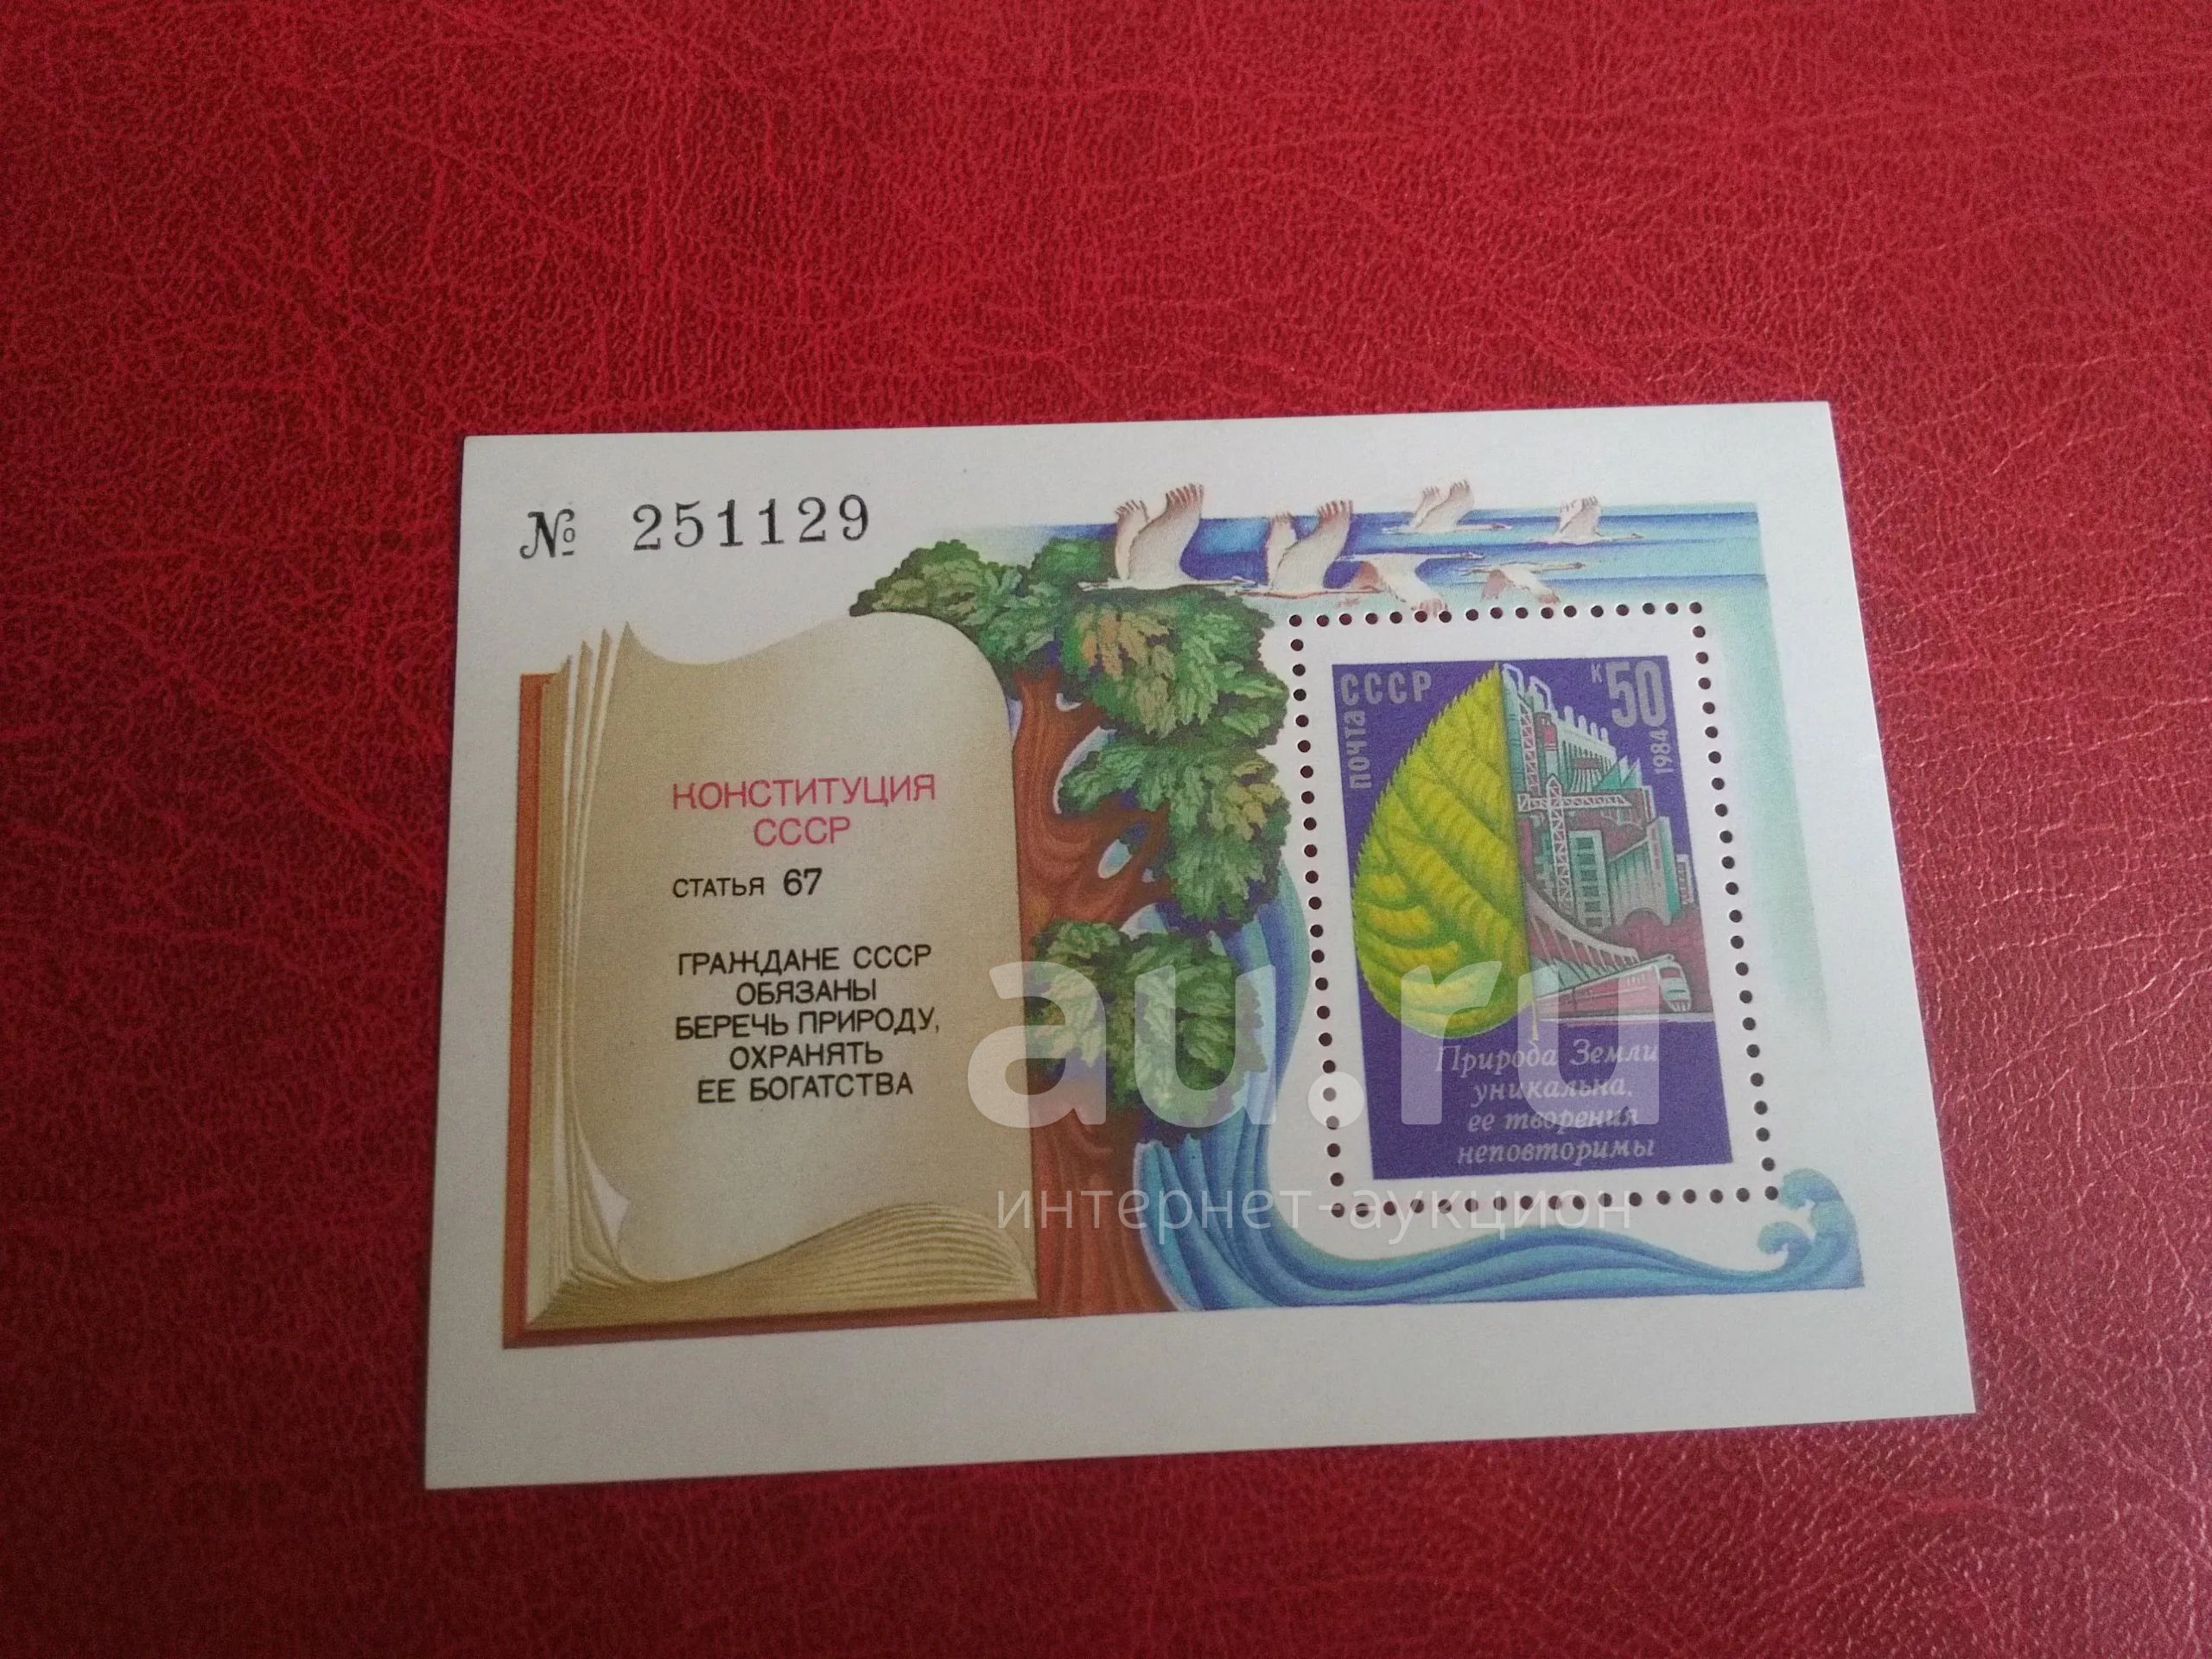 № 251129
КОНСТИТУЦИЯ
СССР
СТАТЬЯ 67
ГРАЖДАНЕ СССР
ОБЯЗАНЫ
БЕРЕЧЬ ПРИРОДУ,
ОХРАНЯТЬ
ЕЕ БОГАТСТВА
ПОЧТА СССР
К 50
1984
Природа Земли
уникальна,
ее творения
неповторимы
au.ru
интернет-аукцион